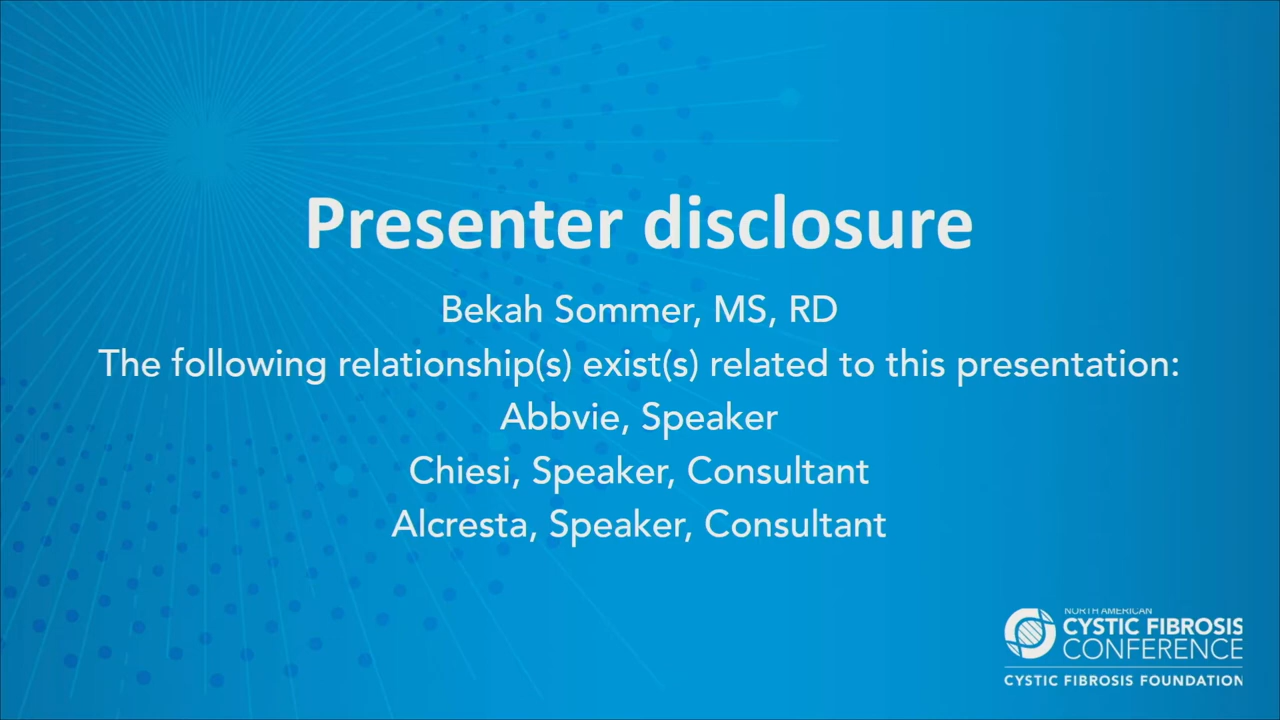 Presenter disclosure
Bekah Sommer, MS, RD
The following relationship(s) exist(s) related to this presentation:
Abbvie, Speaker
Chiesi, Speaker, Consultant
Alcresta, Speaker, Consultant
NORTH AMERICAN
CYSTIC FIBROSIS
CONFERENCE
CYSTIC FIBROSIS FOUNDATION